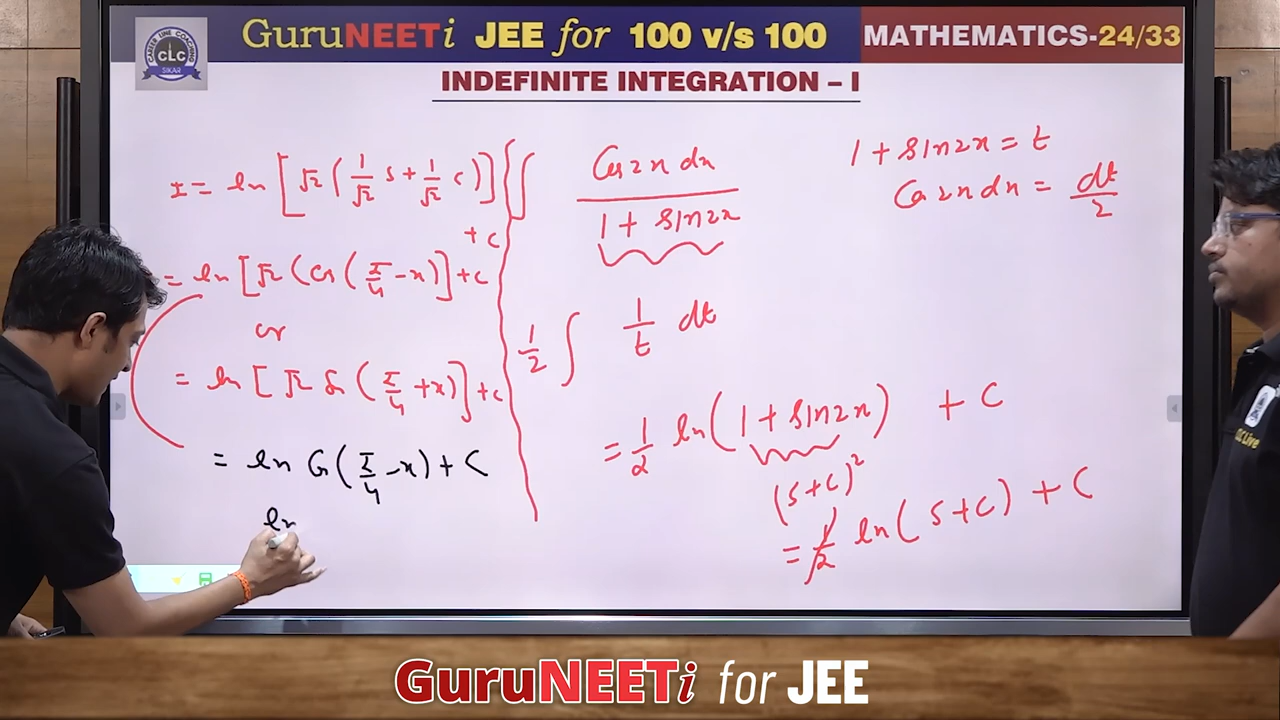 GuruNEETi JEE for 100 v/s 100
MATHEMATICS-24/33
CAREER LINE COACHING
CLC
SIKAR
INDEFINITE INTEGRATION – I
I = ln [√2 (1/√2 s + 1/√2 c)] + c
= ln [√2 (cos(π/4 - x)] + c
or
= ln [√2 sin (π/4 + x)] + c
= ln cos(π/4 - x) + c
ln
∫ cos2x dx / 1 + sin2x
1/2 ∫ 1/t dt
= 1/2 ln(1 + sin2x) + c
(s+c)²
= 1/2 ln(s+c) + c
1 + sin2x = t
cos2x dx = dt/2
CLC Live
GuruNEETi for JEE